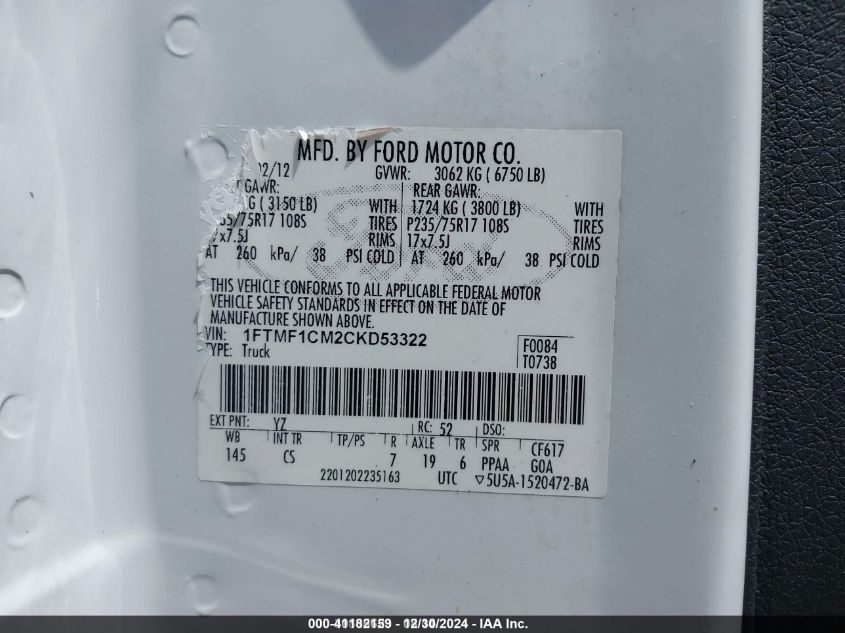 MFD. BY FORD MOTOR CO.
02/12 GVWR: 3062 KG ( 6750 LB)
GAWR: REAR GAWR:
G ( 3150 LB) WITH 1724 KG ( 3800 LB) WITH
235/75R17 108S TIRES P235/75R17 108S TIRES
17x7.5J RIMS 17x7.5J RIMS
AT 260 kPa/ 38 PSI COLD AT 260 kPa/ 38 PSI COLD
THIS VEHICLE CONFORMS TO ALL APPLICABLE FEDERAL MOTOR
VEHICLE SAFETY STANDARDS IN EFFECT ON THE DATE OF
MANUFACTURE SHOWN ABOVE.
VIN: 1FTMF1CM2CKD53322 F0084
TYPE: Truck T0738
EXT PNT: YZ RC: 52 DSO:
WB INT TR TP/PS R AXLE TR SPR CF617
145 CS 7 19 6 PPAA GOA
2201202235163 UTC ▽5U5A-1520472-BA
000-41182159 - 12/30/2024 - IAA Inc.